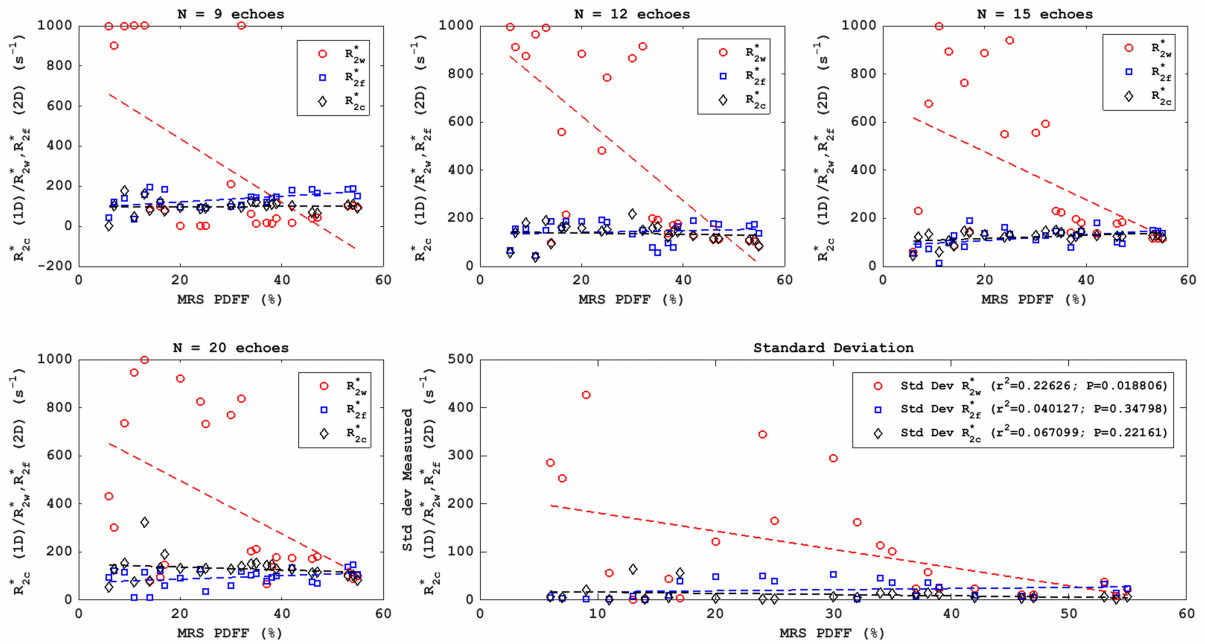 N = 9 echoes
R*2c (1D)/R*2w,R*2f (2D) (s−1)
1000
800
600
400
200
0
−200
0 20 40 60
MRS PDFF (%)
R*2w
R*2f
R*2c
N = 12 echoes
R*2c (1D)/R*2w,R*2f (2D) (s−1)
1000
800
600
400
200
0
0 20 40 60
MRS PDFF (%)
R*2w
R*2f
R*2c
N = 15 echoes
R*2c (1D)/R*2w,R*2f (2D) (s−1)
1000
800
600
400
200
0
0 20 40 60
MRS PDFF (%)
R*2w
R*2f
R*2c
N = 20 echoes
R*2c (1D)/R*2w,R*2f (2D) (s−1)
1000
800
600
400
200
0
0 20 40 60
MRS PDFF (%)
R*2w
R*2f
R*2c
Standard Deviation
Std dev Measured
R*2c (1D)/R*2w,R*2f (2D) (s−1)
500
400
300
200
100
0
0 10 20 30 40 50 60
MRS PDFF (%)
Std Dev R*2w (r2=0.22626; P=0.018806)
Std Dev R*2f (r2=0.040127; P=0.34798)
Std Dev R*2c (r2=0.067099; P=0.22161)